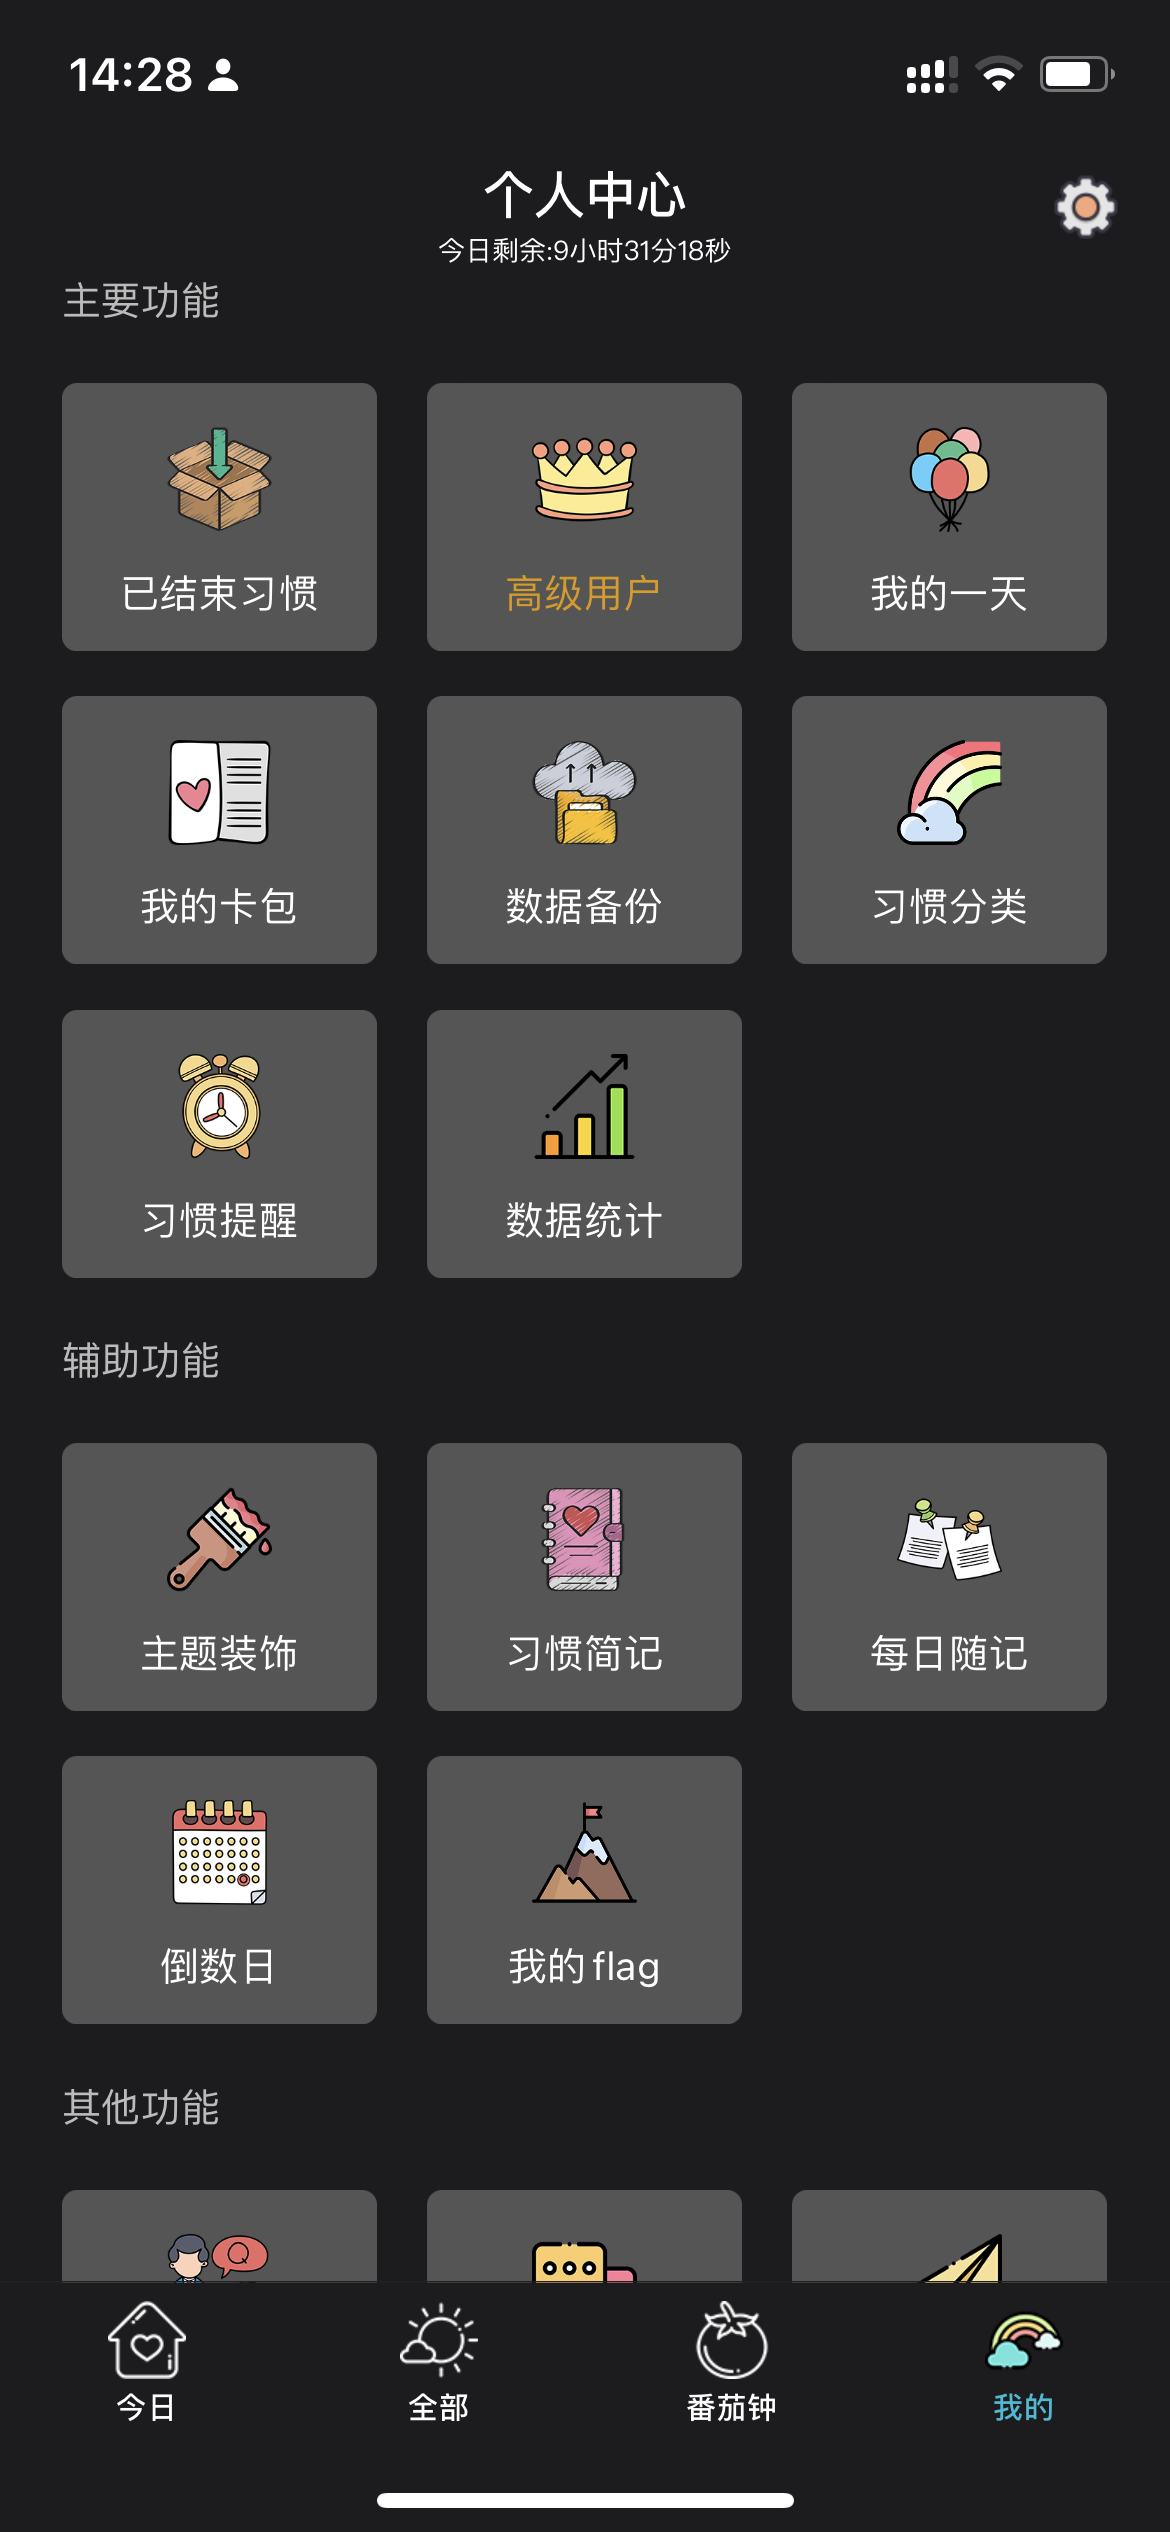 14:28
个人中心
今日剩余:9小时31分18秒
主要功能
已结束习惯
高级用户
我的一天
我的卡包
数据备份
习惯分类
习惯提醒
数据统计
辅助功能
主题装饰
习惯简记
每日随记
倒数日
我的flag
其他功能
Q
今日
全部
番茄钟
我的